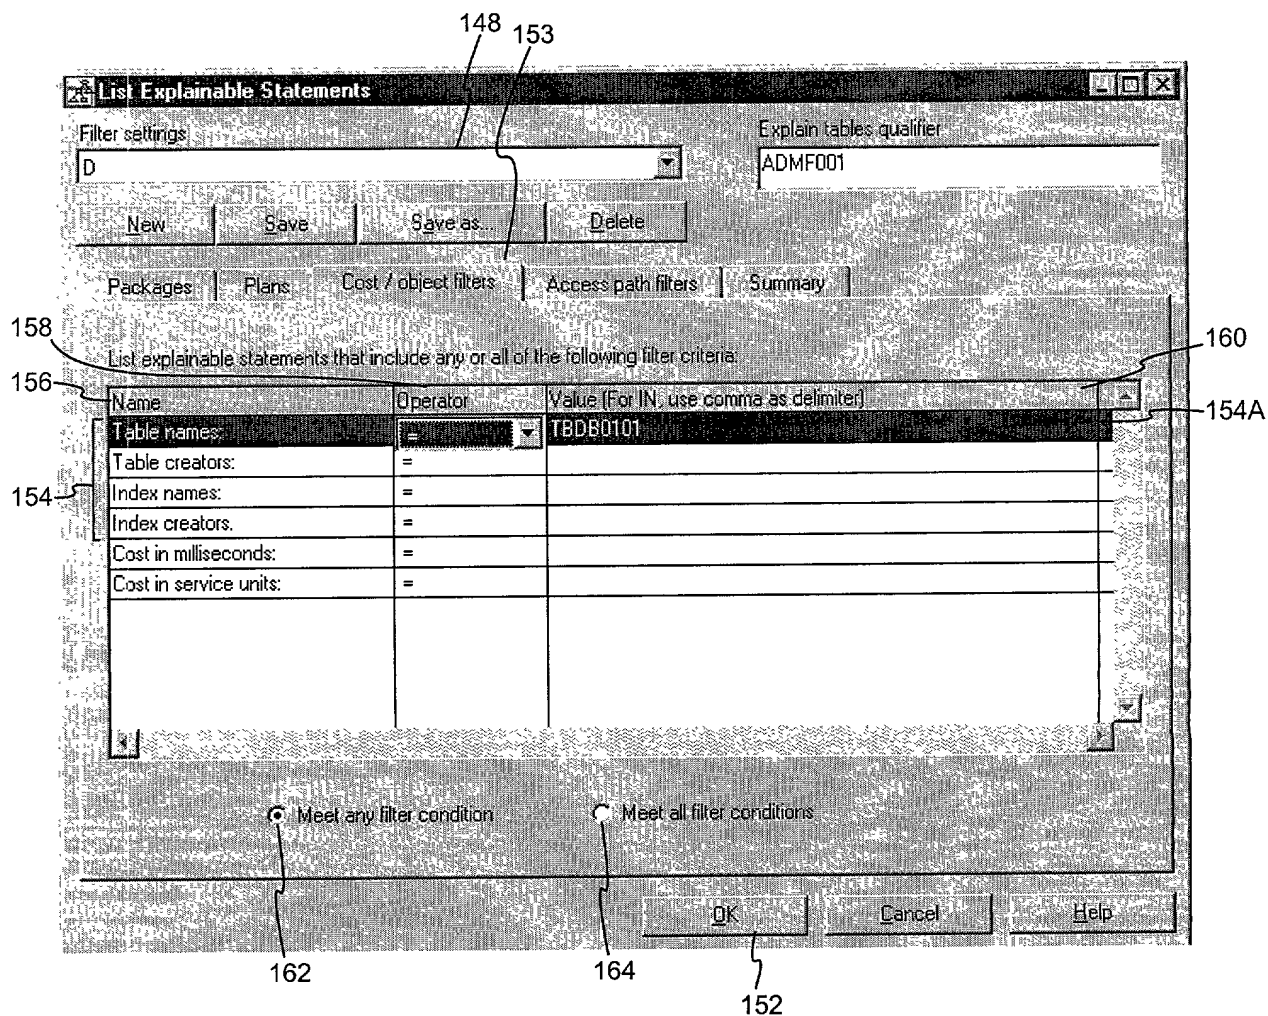 148
153
List Explainable Statements
Filter settings
Explain tables qualifier
D
ADMF001
New Save Save as... Delete
Packages Plans Cost / object filters Access path filters Summary
158
160
List explainable statements that include any or all of the following filter criteria:
156
Name Operator Value (For IN, use comma as delimiter)
154A
Table names: = TBDB0101
Table creators: =
154
Index names: =
Index creators. =
Cost in milliseconds: =
Cost in service units: =
Meet any filter condition Meet all filter conditions
OK Cancel Help
162
164
152